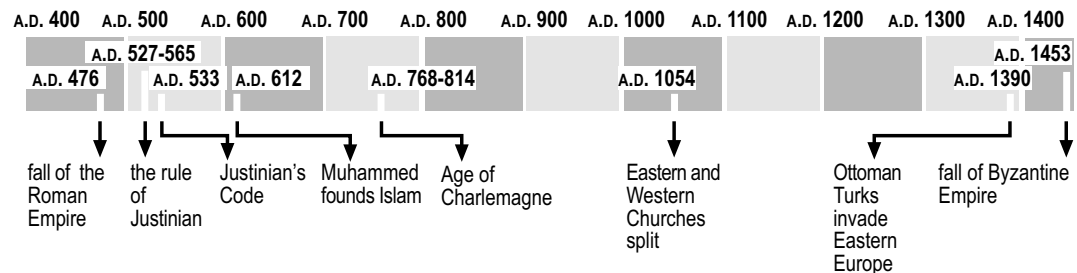 A.D. 400 A.D. 500 A.D. 600 A.D. 700 A.D. 800 A.D. 900 A.D. 1000 A.D. 1100 A.D. 1200 A.D. 1300 A.D. 1400
A.D. 527-565 A.D. 1453
A.D. 476 A.D. 533 A.D. 612 A.D. 768-814 A.D. 1054 A.D. 1390
fall of the
Roman
Empire
the rule
of
Justinian
Justinian's
Code
Muhammed
founds Islam
Age of
Charlemagne
Eastern and
Western
Churches
split
Ottoman
Turks
invade
Eastern
Europe
fall of Byzantine
Empire